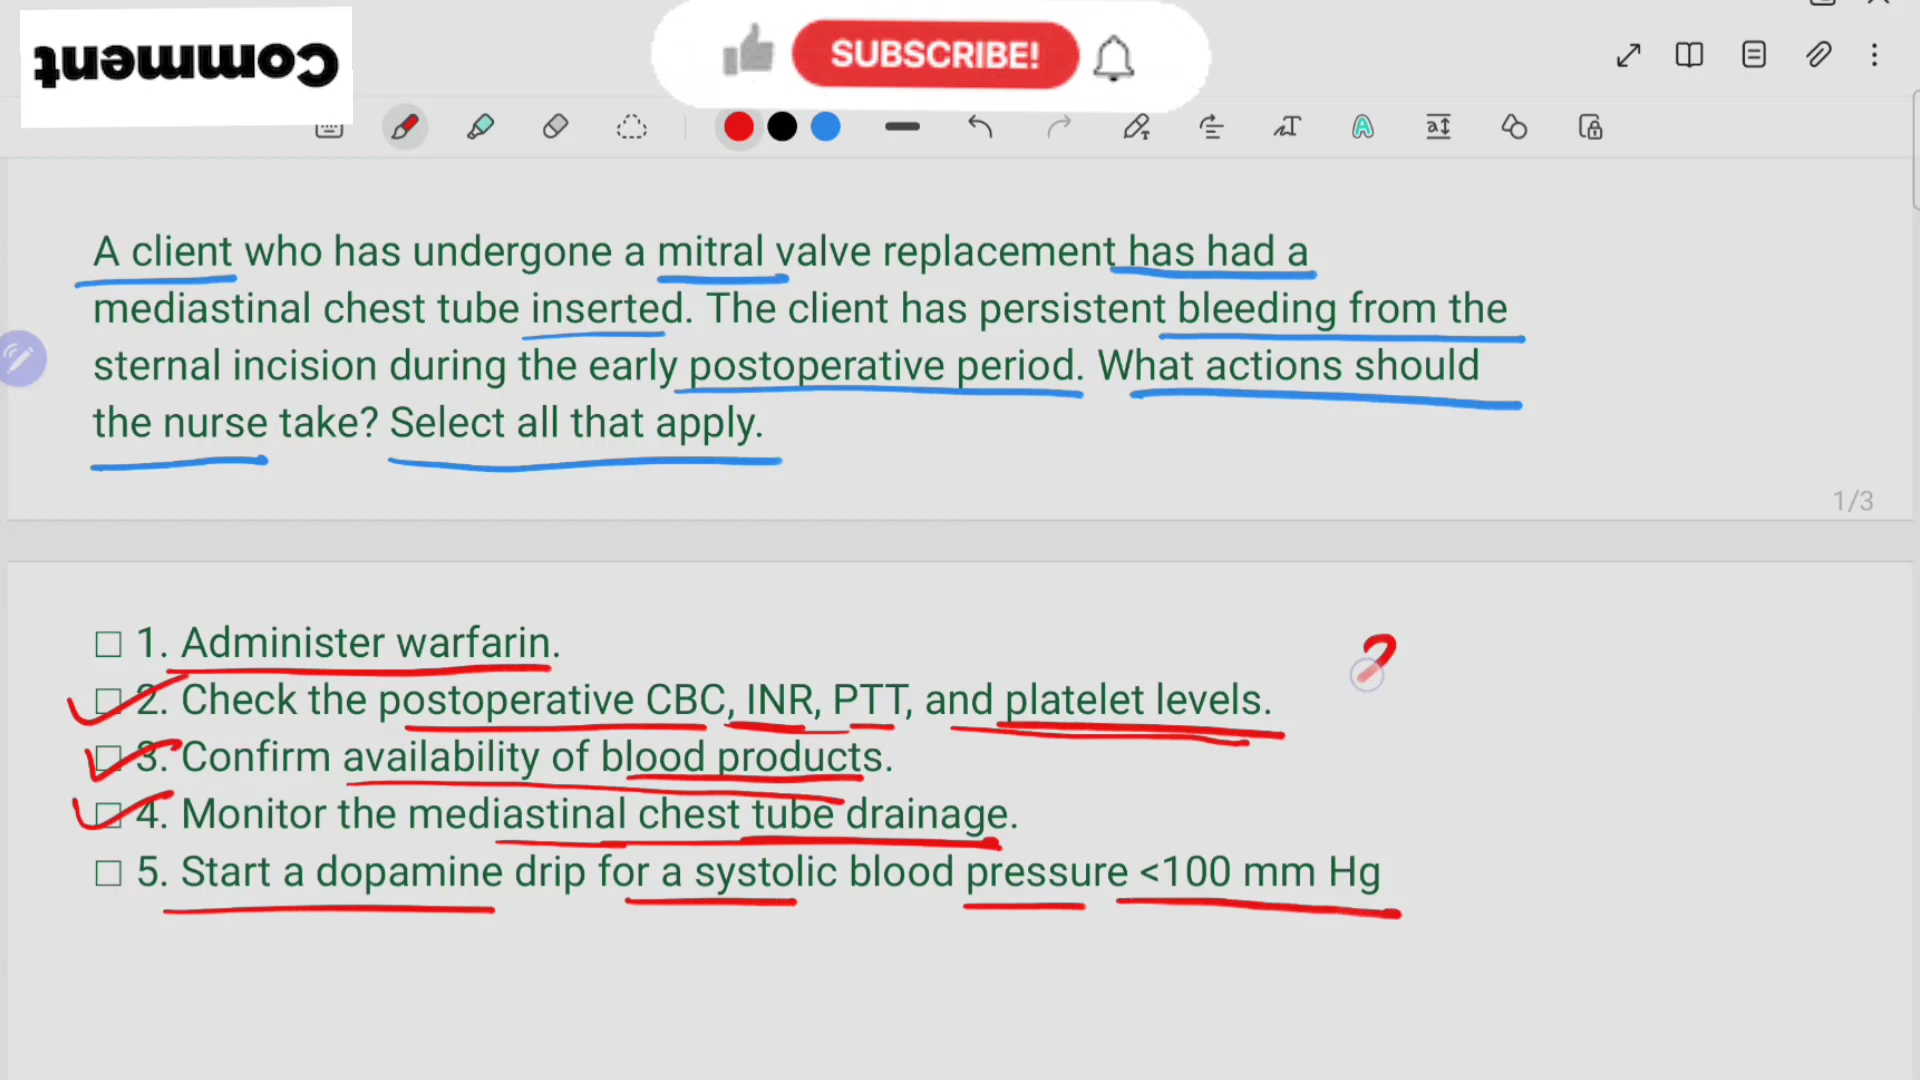 Comment
SUBSCRIBE!
A client who has undergone a mitral valve replacement has had a
mediastinal chest tube inserted. The client has persistent bleeding from the
sternal incision during the early postoperative period. What actions should
the nurse take? Select all that apply.
1/3
□ 1. Administer warfarin.
□ 2. Check the postoperative CBC, INR, PTT, and platelet levels.
□ 3. Confirm availability of blood products.
□ 4. Monitor the mediastinal chest tube drainage.
□ 5. Start a dopamine drip for a systolic blood pressure <100 mm Hg